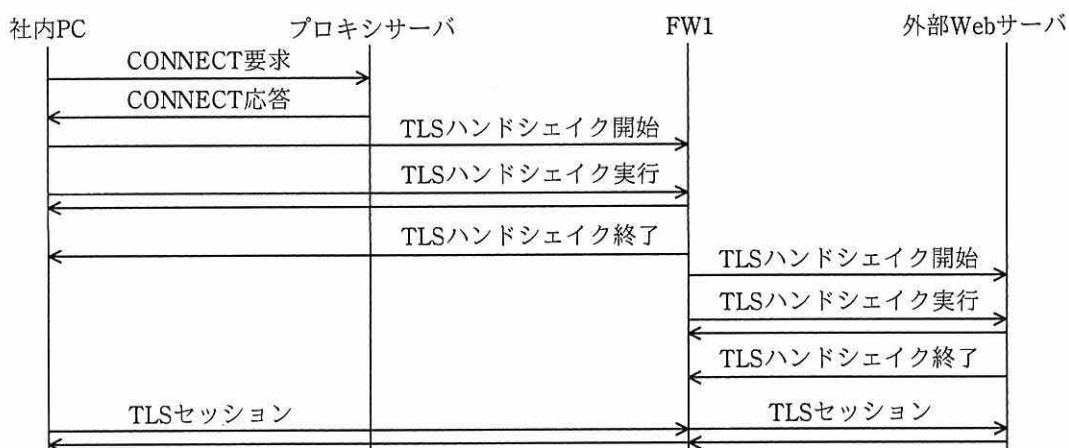 社内PC プロキシサーバ FW1 外部Webサーバ
CONNECT要求
CONNECT応答
TLSハンドシェイク開始
TLSハンドシェイク実行
TLSハンドシェイク終了
TLSハンドシェイク開始
TLSハンドシェイク実行
TLSハンドシェイク終了
TLSセッション TLSセッション